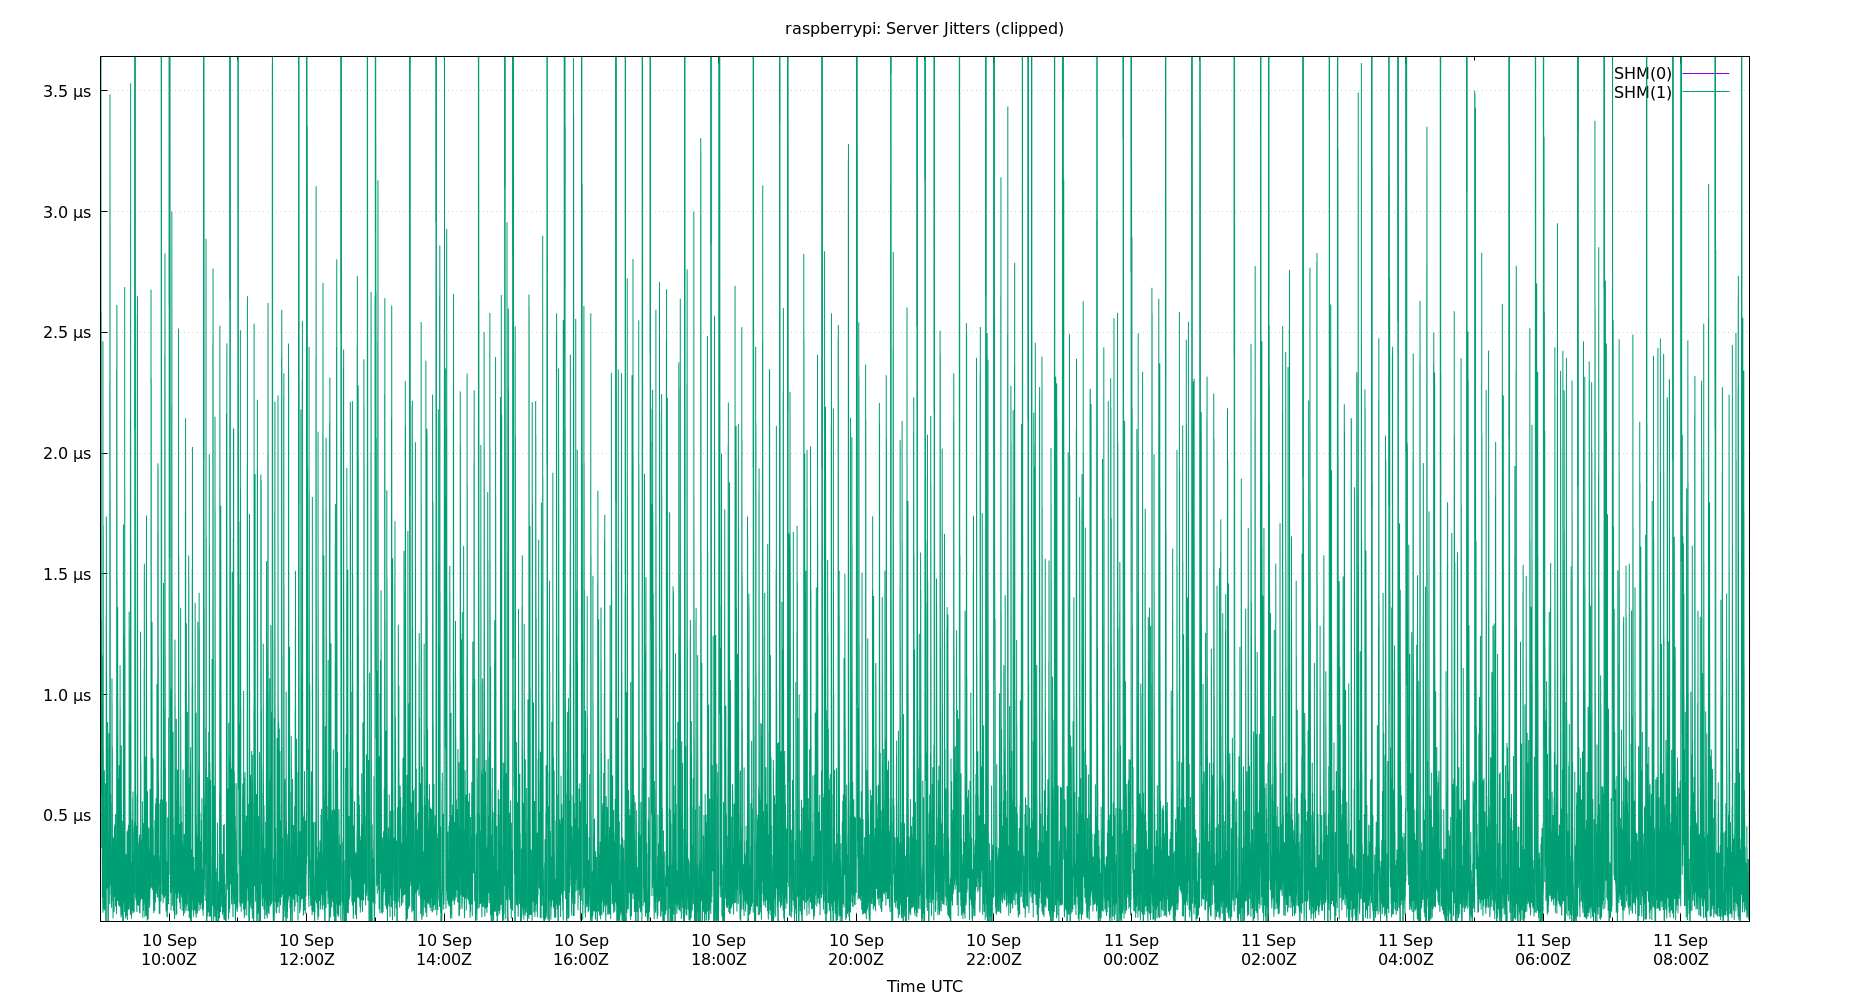 raspberrypi: Server Jitters (clipped)
SHM(0)
SHM(1)
3.5 µs
3.0 µs
2.5 µs
2.0 µs
1.5 µs
1.0 µs
0.5 µs
10 Sep 10 Sep 10 Sep 10 Sep 10 Sep 10 Sep 10 Sep 11 Sep 11 Sep 11 Sep 11 Sep 11 Sep
10:00Z 12:00Z 14:00Z 16:00Z 18:00Z 20:00Z 22:00Z 00:00Z 02:00Z 04:00Z 06:00Z 08:00Z
Time UTC